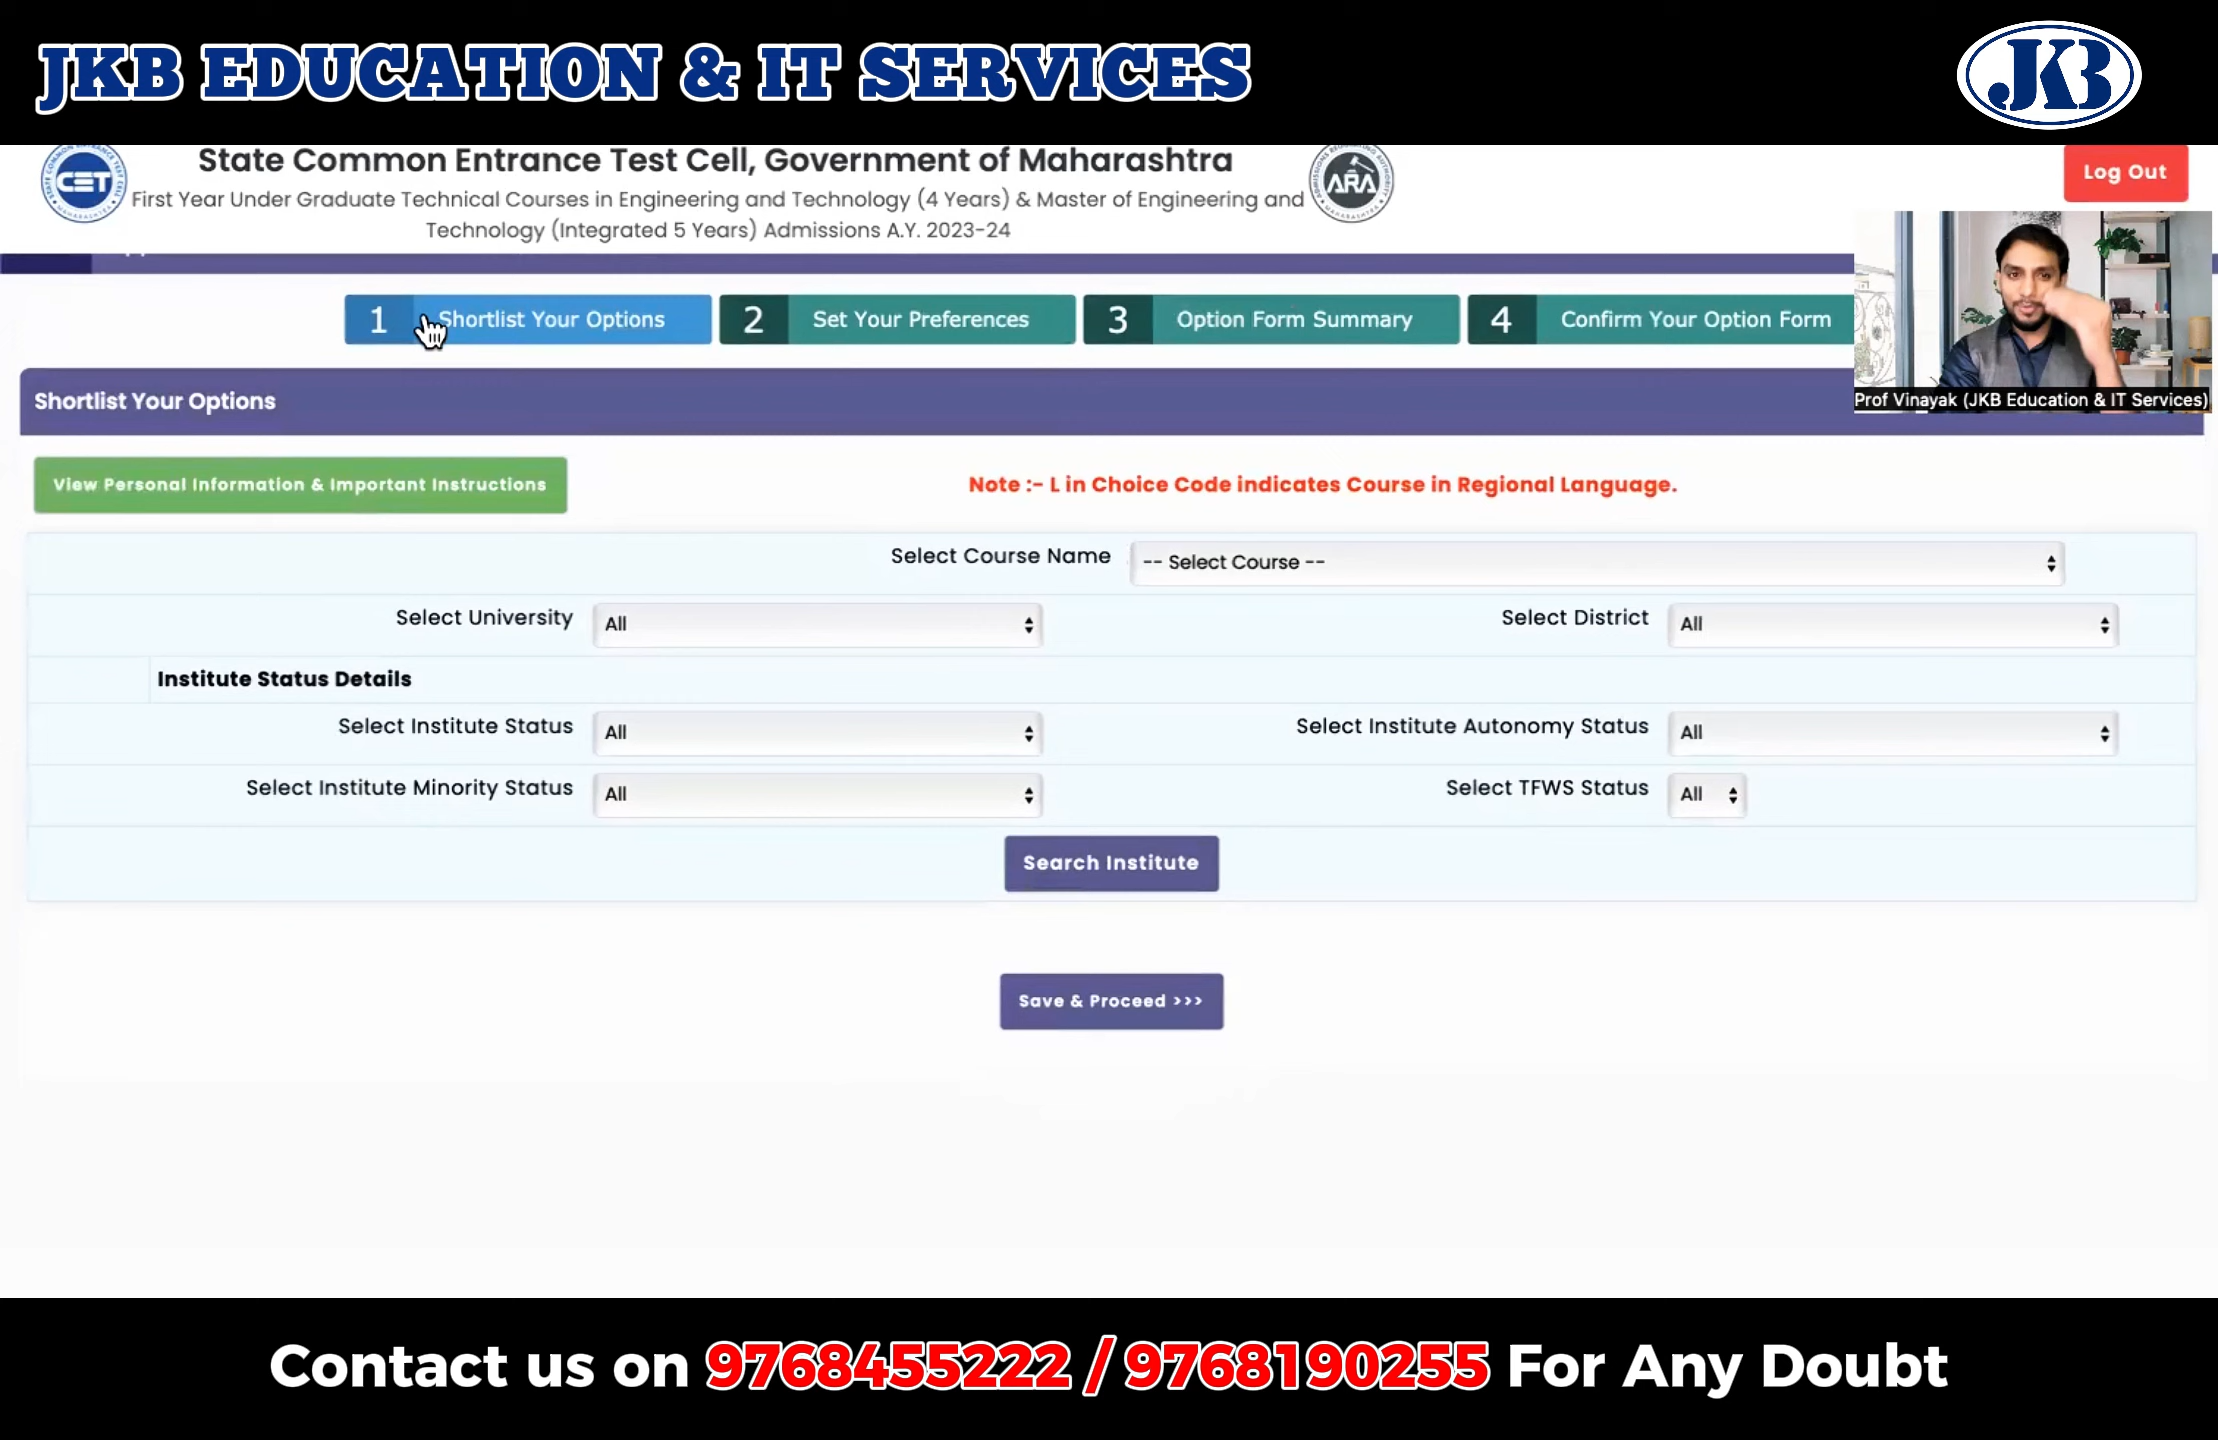 JKB EDUCATION & IT SERVICES
JKB
State Common Entrance Test Cell, Government of Maharashtra
CET
ARA
Log Out
First Year Under Graduate Technical Courses in Engineering and Technology (4 Years) & Master of Engineering and
Technology (Integrated 5 Years) Admissions A.Y. 2023-24
1 Shortlist Your Options 2 Set Your Preferences 3 Option Form Summary 4 Confirm Your Option Form
Prof Vinayak (JKB Education & IT Services)
Shortlist Your Options
View Personal Information & Important Instructions
Note :- L in Choice Code indicates Course in Regional Language.
Select Course Name -- Select Course --
Select University All Select District All
Institute Status Details
Select Institute Status All Select Institute Autonomy Status All
Select Institute Minority Status All Select TFWS Status All
Search Institute
Save & Proceed >>>
Contact us on 9768455222 / 9768190255 For Any Doubt